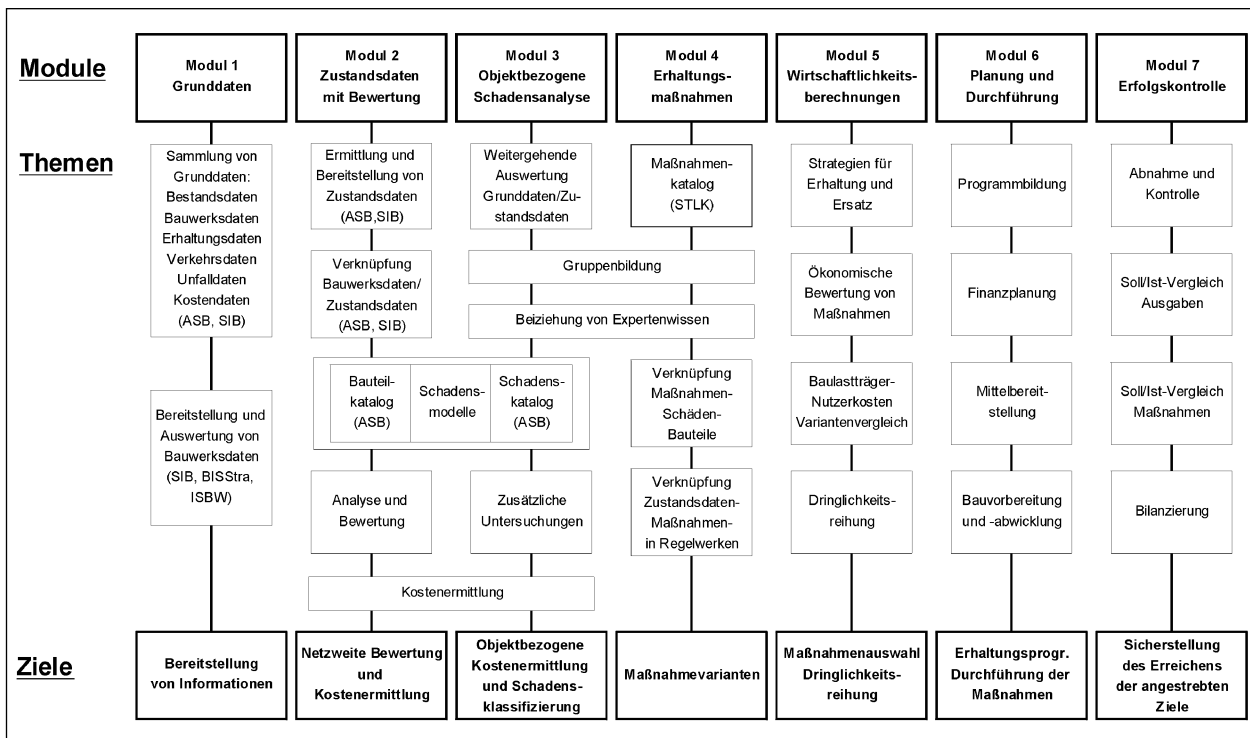 Module
Modul 1
Grunddaten
Modul 2
Zustandsdaten
mit Bewertung
Modul 3
Objektbezogene
Schadensanalyse
Modul 4
Erhaltungs-
maßnahmen
Modul 5
Wirtschaftlichkeits-
berechnungen
Modul 6
Planung und
Durchführung
Modul 7
Erfolgskontrolle
Themen
Sammlung von
Grunddaten:
Bestandsdaten
Bauwerksdaten
Erhaltungsdaten
Verkehrsdaten
Unfalldaten
Kostendaten
(ASB, SIB)
Bereitstellung und
Auswertung von
Bauwerksdaten
(SIB, BISStra,
ISBW)
Ermittlung und
Bereitstellung von
Zustandsdaten
(ASB,SIB)
Verknüpfung
Bauwerksdaten/
Zustandsdaten
(ASB, SIB)
Weitergehende
Auswertung
Grunddaten/Zu-
standsdaten
Maßnahmen-
katalog
(STLK)
Gruppenbildung
Beiziehung von Expertenwissen
Bauteil-
katalog
(ASB)
Schadens-
modelle
Schadens-
katalog
(ASB)
Analyse und
Bewertung
Zusätzliche
Untersuchungen
Kostenermittlung
Verknüpfung
Maßnahmen-
Schäden-
Bauteile
Verknüpfung
Zustandsdaten-
Maßnahmen-
in Regelwerken
Strategien für
Erhaltung und
Ersatz
Ökonomische
Bewertung von
Maßnahmen
Baulastträger-
Nutzerkosten
Variantenvergleich
Dringlichkeits-
reihung
Programmbildung
Finanzplanung
Mittelbereit-
stellung
Bauvorbereitung
und -abwicklung
Abnahme und
Kontrolle
Soll/Ist-Vergleich
Ausgaben
Soll/Ist-Vergleich
Maßnahmen
Bilanzierung
Ziele
Bereitstellung
von Informationen
Netzweite Bewertung
und
Kostenermittlung
Objektbezogene
Kostenermittlung
und Schadens-
klassifizierung
Maßnahmevarianten
Maßnahmenauswahl
Dringlichkeits-
reihung
Erhaltungsprogr.
Durchführung der
Maßnahmen
Sicherstellung
des Erreichens
der angestrebten
Ziele